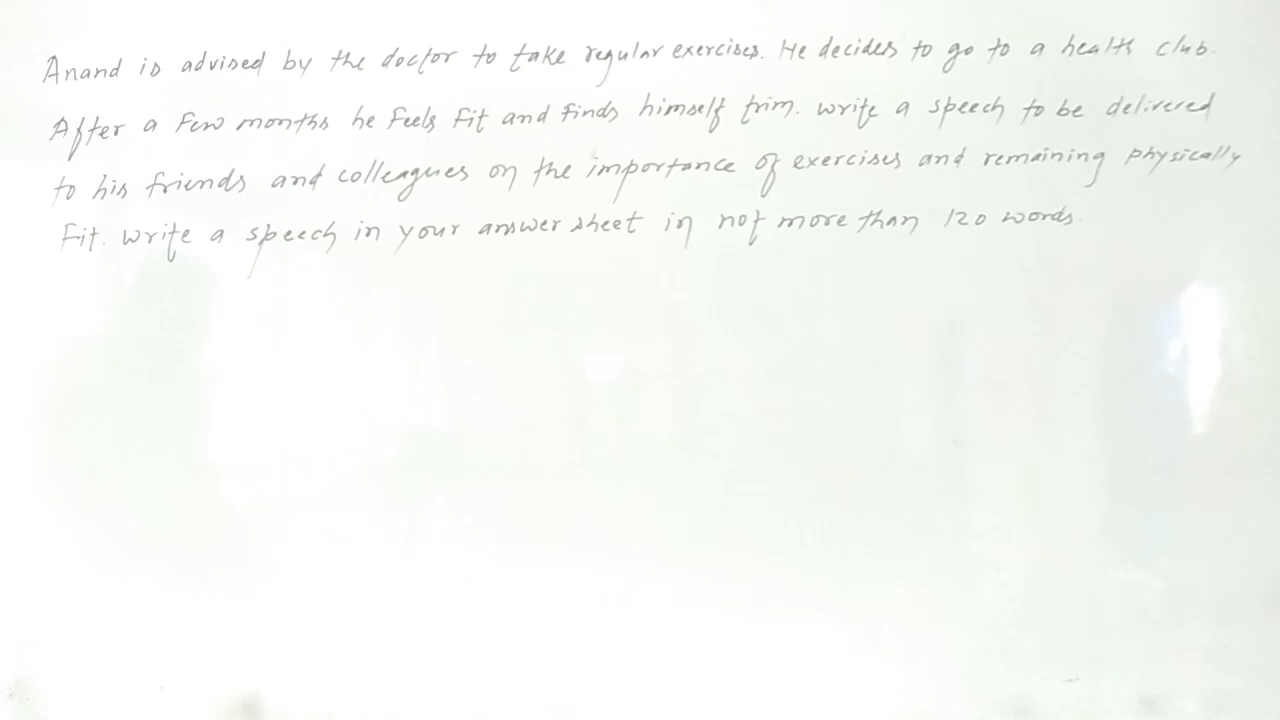 Anand is advised by the doctor to take regular exercises. He decides to go to a health club.
After a few months he feels fit and finds himself trim. write a speech to be delivered
to his friends and colleagues on the importance of exercises and remaining physically
fit. write a speech in your answer sheet in not more than 120 words.